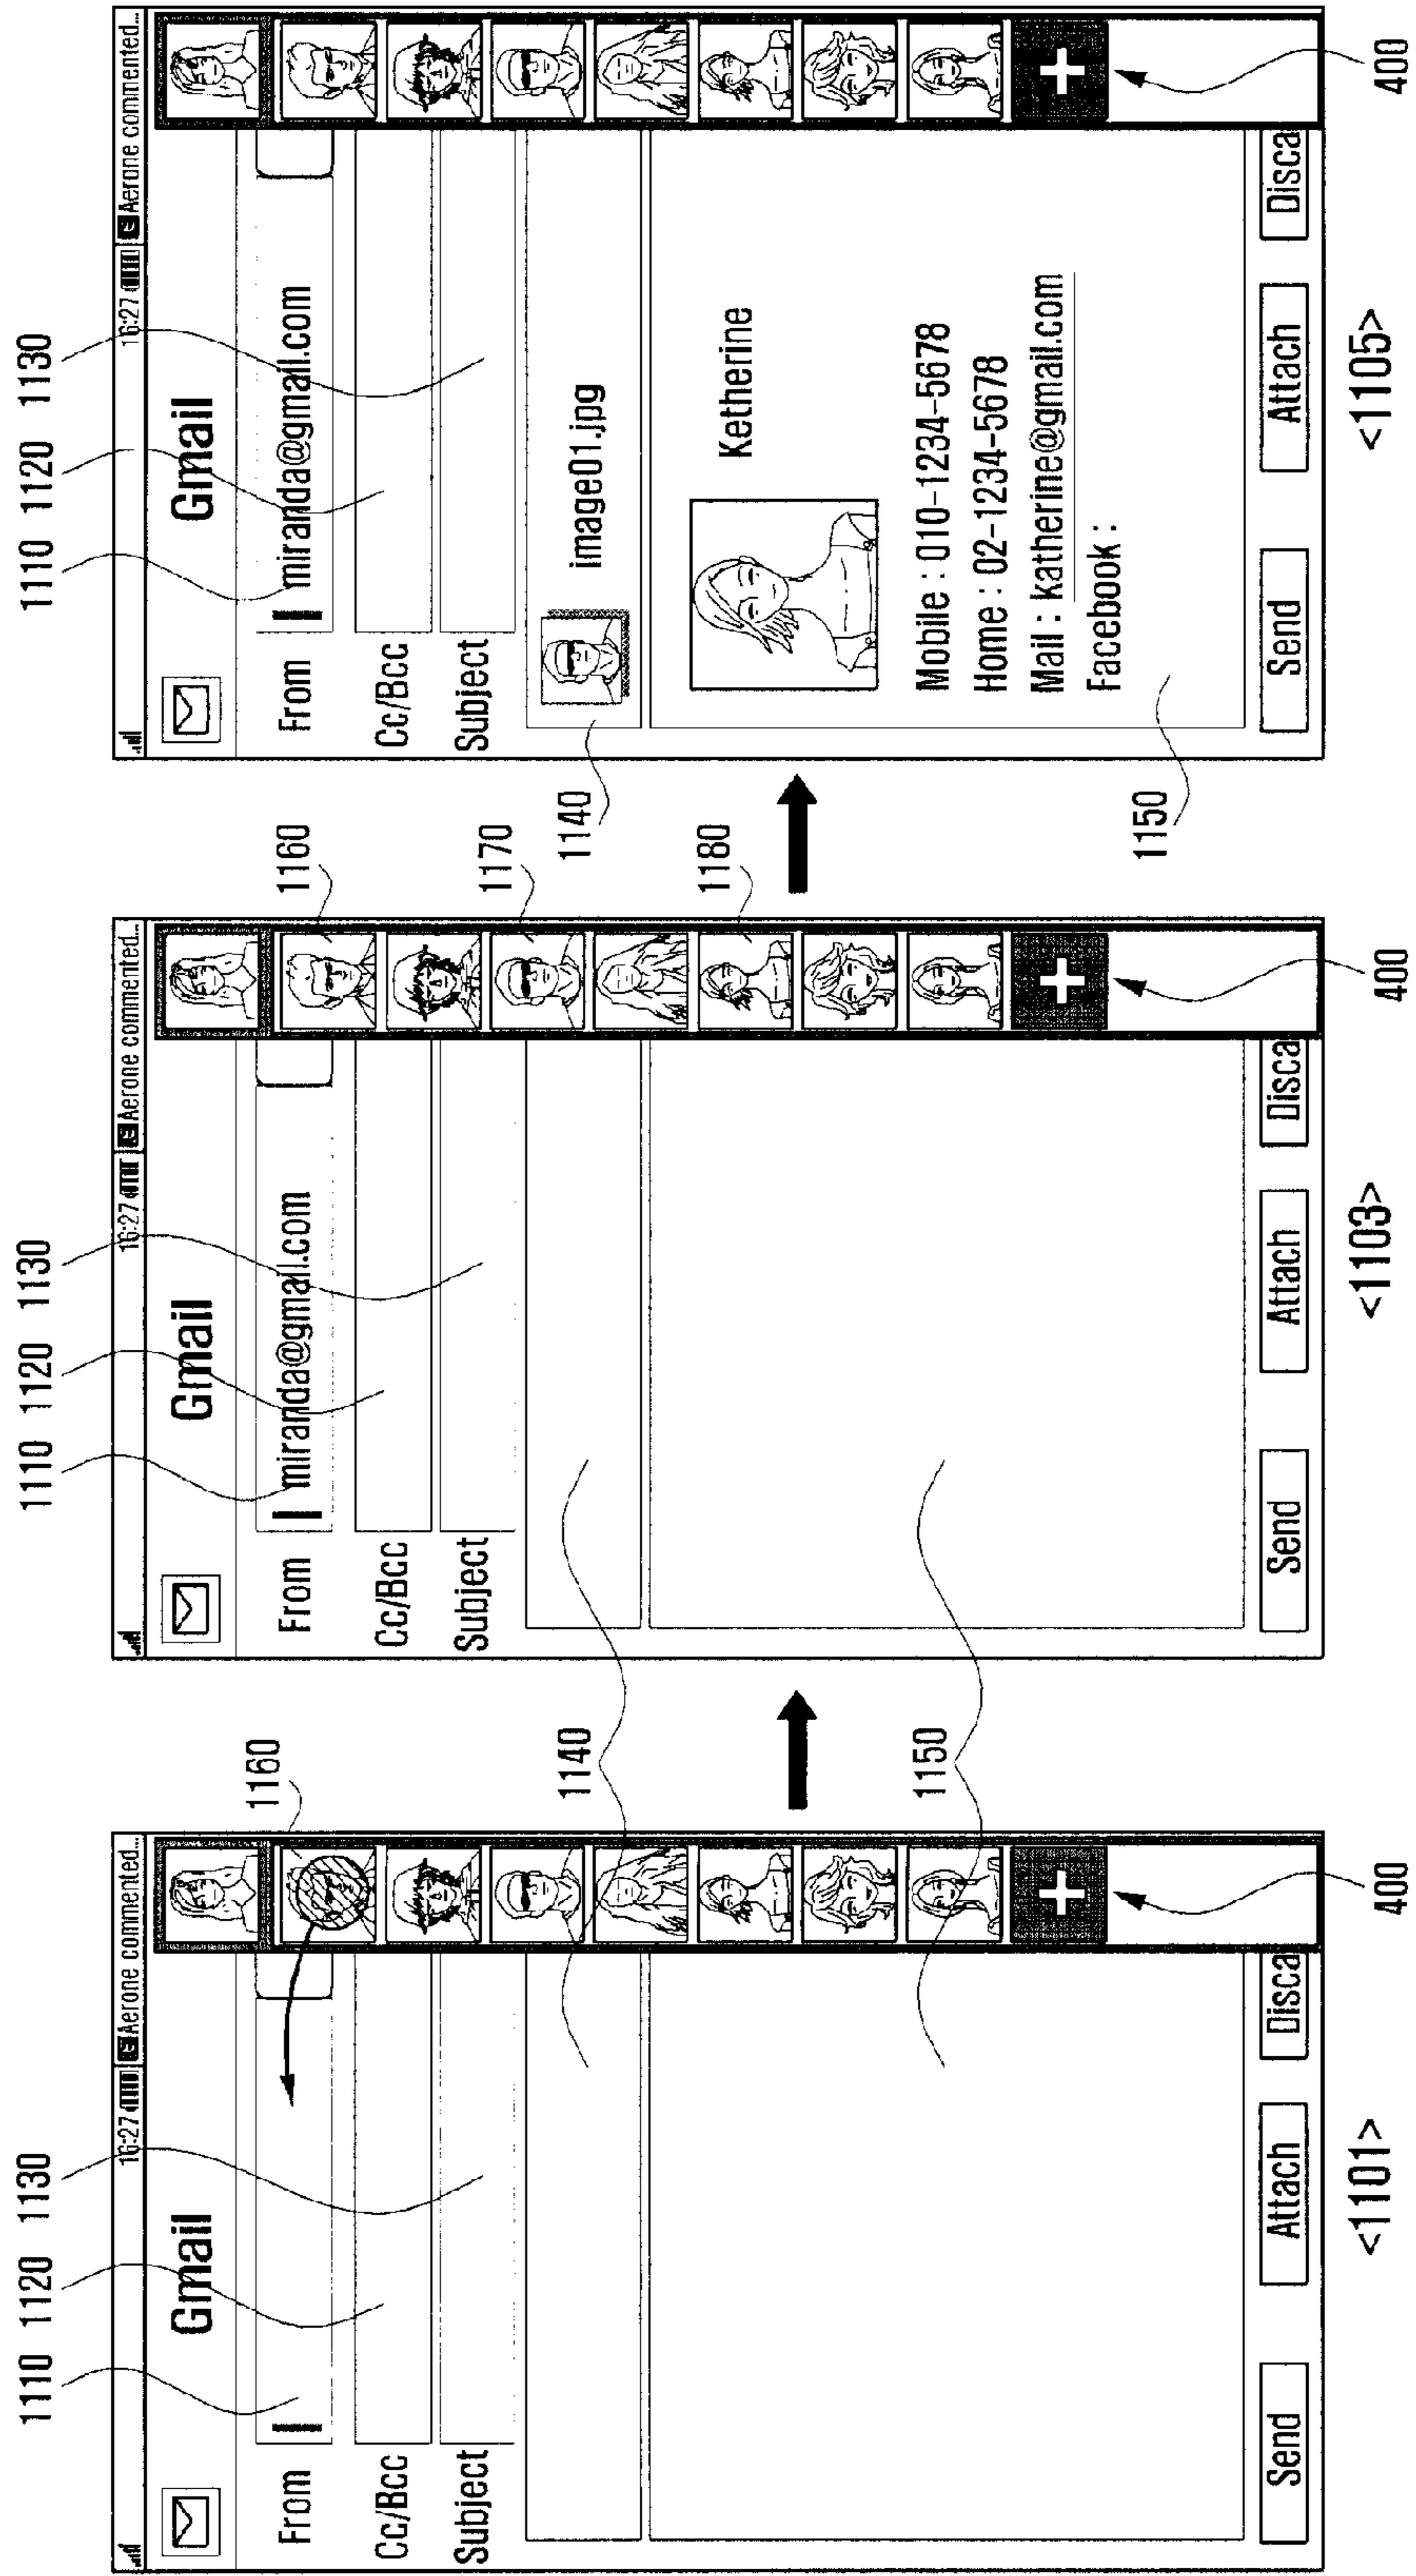 1110 1120 1130
16:27 Aerone commented...
Gmail
From
Cc/Bcc
Subject
1160
1140
1150
Send Attach Disca
400
<1101>
1110 1120 1130
16:27 Aerone commented...
Gmail
From miranda@gmail.com
Cc/Bcc
Subject
1160
1170
1180
Send Attach Disca
400
<1103>
1110 1120 1130
16:27 Aerone commented...
Gmail
From miranda@gmail.com
Cc/Bcc
Subject
1140
image01.jpg
Ketherine
Mobile : 010-1234-5678
Home : 02-1234-5678
Mail : Katherine@gmail.com
Facebook :
1150
Send Attach Disca
400
<1105>